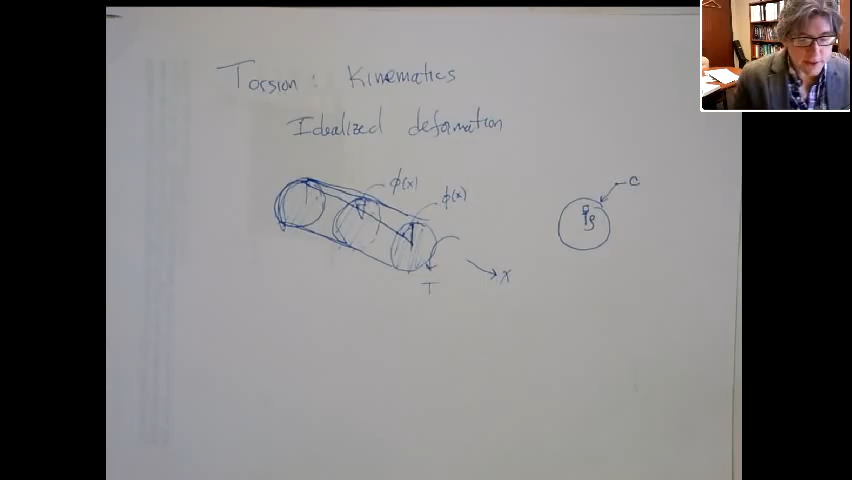 Torsion: Kinematics
Idealized deformation
ϕ(x)
ϕ(x)
T
x
c
ρ